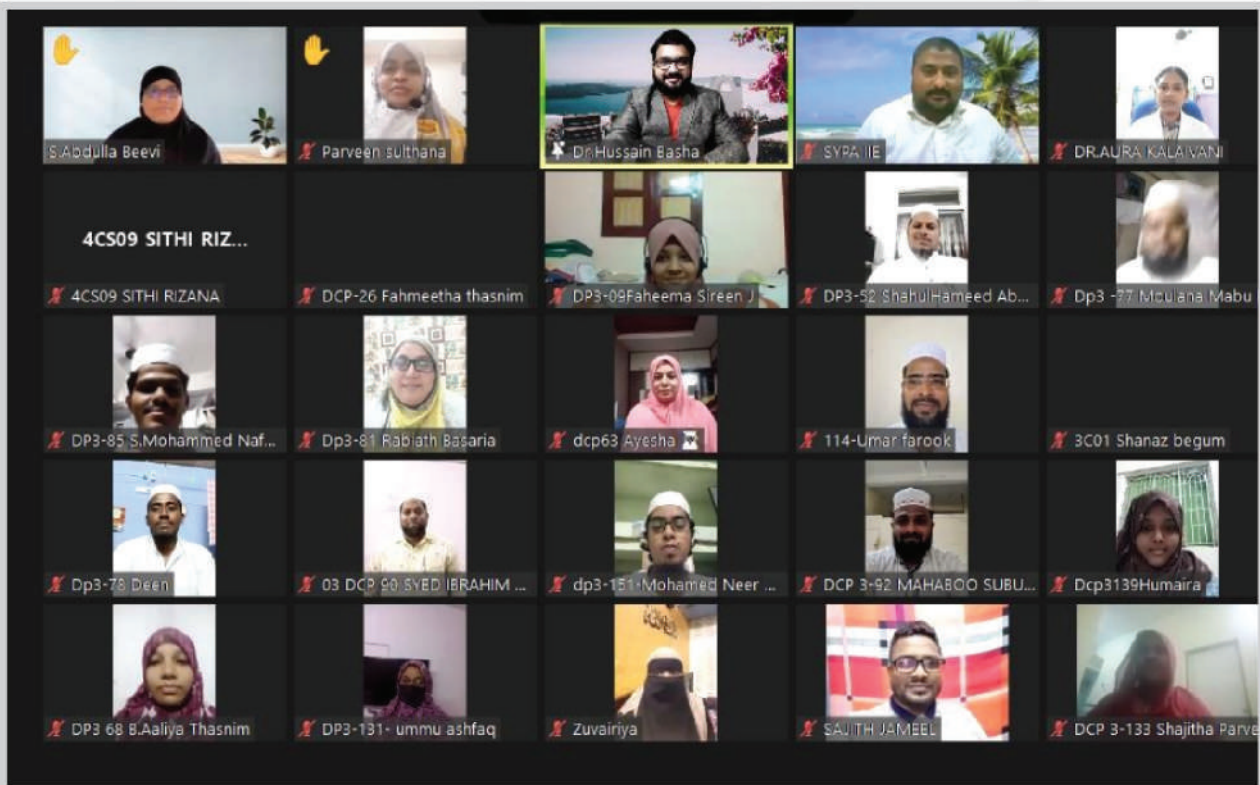 S.Abdulla Beevi
Parveen sulthana
Dr.Hussain Basha
SYPA IIE
DR.AURA KALAIVANI
4CS09 SITHI RIZ...
4CS09 SITHI RIZANA
DCP-26 Fahmeetha thasnim
DP3-09Faheema Sireen J
DP3-52 ShahulHameed Ab...
Dp3 -77 Moulana Mabu
DP3-85 S.Mohammed Naf...
Dp3-81 Rabiath Basaria
dcp63 Ayesha
114-Umar farook
3C01 Shanaz begum
Dp3-78 Deen
03 DCP 90 SYED IBRAHIM ...
dp3-151-Mohamed Neer ...
DCP 3-92 MAHABOO SUBU...
Dcp3139Humaira
DP3 68 B.Aaliya Thasnim
DP3-131- ummu ashfaq
Zuvairiya
SAJITH JAMEEL
DCP 3-133 Shajitha Parve